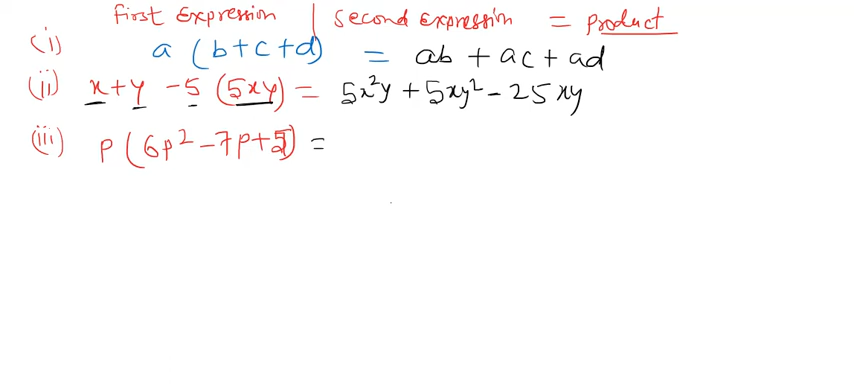 First Expression | second Expression = product
(i) a (b+c+d) = ab + ac + ad
(ii) x+y -5 (5xy) = 5x²y + 5xy² - 25xy
(iii) p(6p² - 7p + 5) =